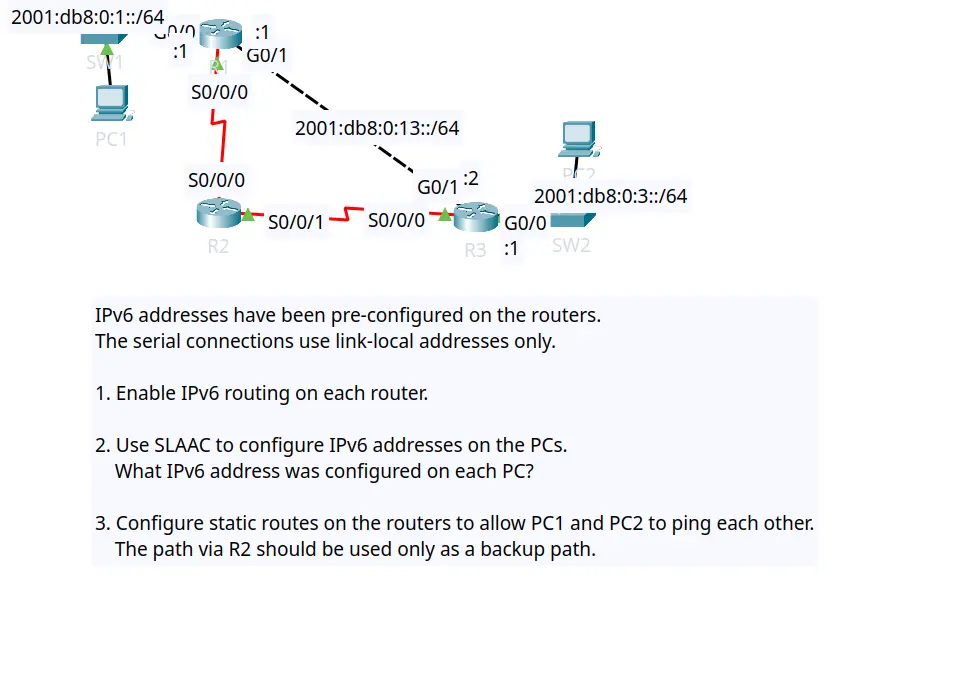 2001:db8:0:1::/64
G0/0
:1
:1
G0/1
SW1
R1
S0/0/0
PC1
2001:db8:0:13::/64
S0/0/0
G0/1
:2
PC2
2001:db8:0:3::/64
S0/0/1
S0/0/0
G0/0
:1
R2
R3
SW2
IPv6 addresses have been pre-configured on the routers.
The serial connections use link-local addresses only.
1. Enable IPv6 routing on each router.
2. Use SLAAC to configure IPv6 addresses on the PCs.
What IPv6 address was configured on each PC?
3. Configure static routes on the routers to allow PC1 and PC2 to ping each other.
The path via R2 should be used only as a backup path.